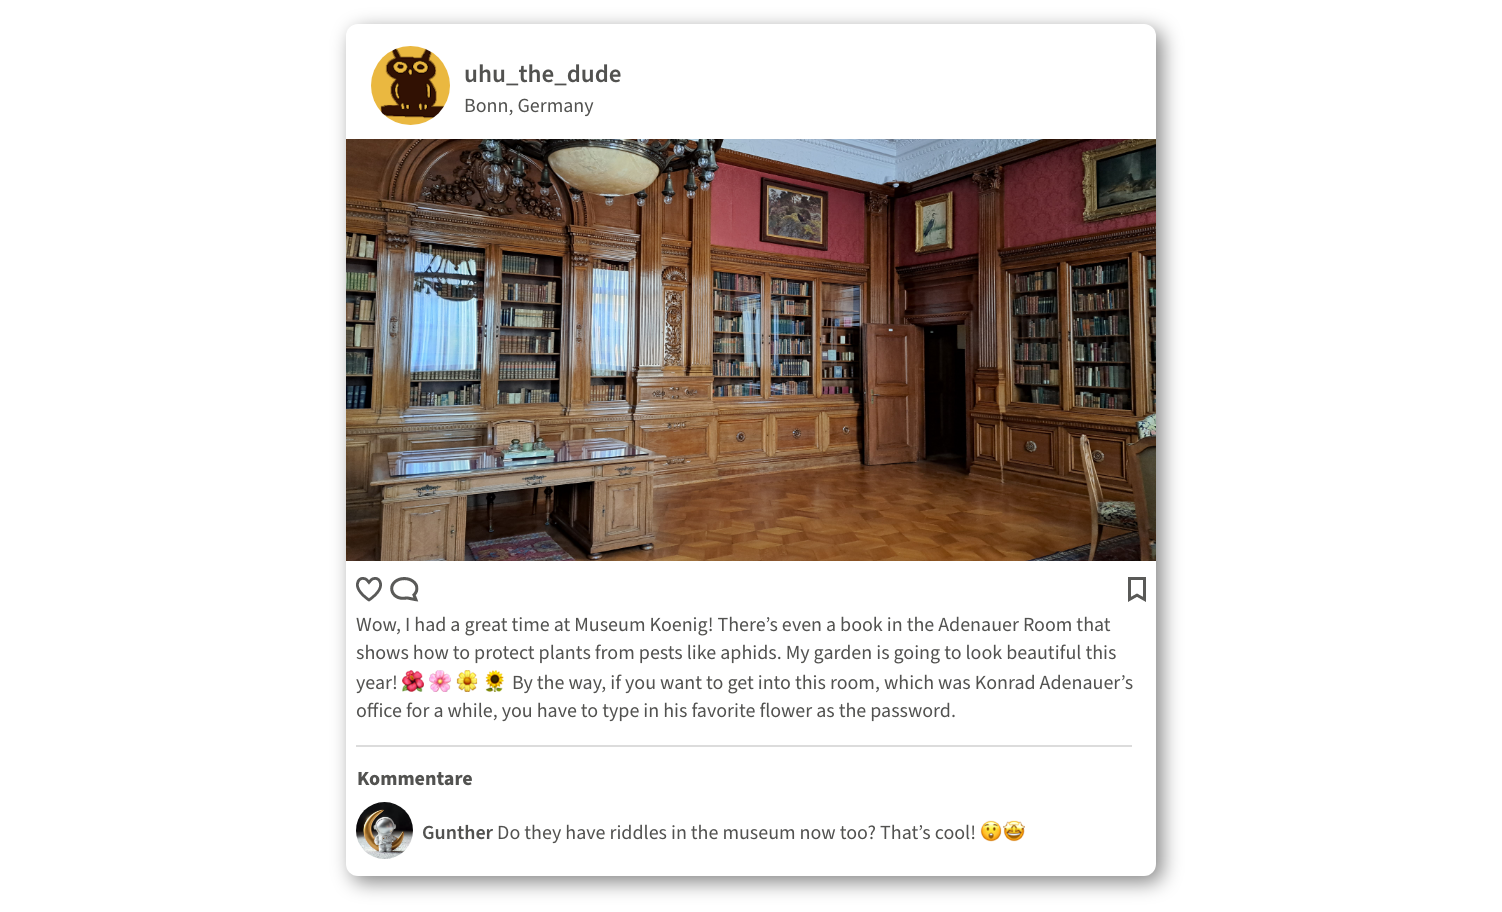 uhu_the_dude
Bonn, Germany
Wow, I had a great time at Museum Koenig! There’s even a book in the Adenauer Room that
shows how to protect plants from pests like aphids. My garden is going to look beautiful this
year! 🌺 🌸 🌼 🌻 By the way, if you want to get into this room, which was Konrad Adenauer’s
office for a while, you have to type in his favorite flower as the password.
Kommentare
Gunther Do they have riddles in the museum now too? That’s cool! 😲🤩